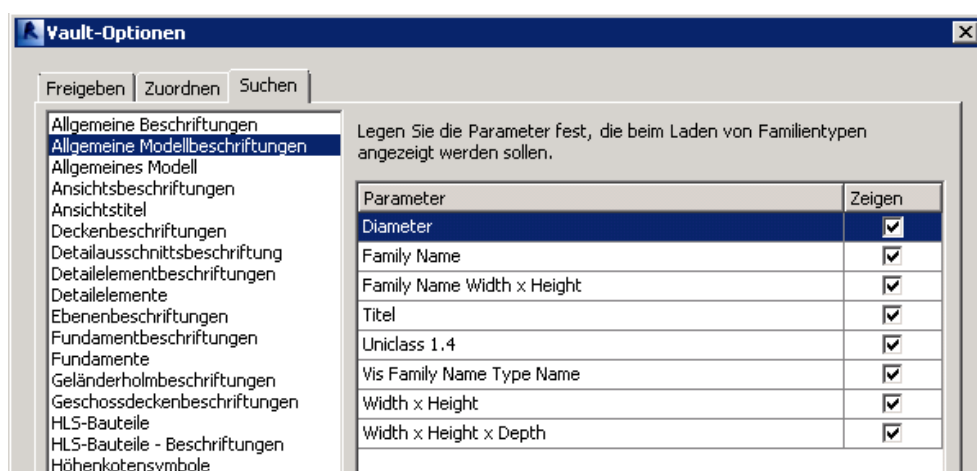 Vault-Optionen
Freigeben
Zuordnen
Suchen
Allgemeine Beschriftungen
Allgemeine Modellbeschriftungen
Allgemeines Modell
Ansichtsbeschriftungen
Ansichtstitel
Deckenbeschriftungen
Detailausschnittsbeschriftung
Detailelementbeschriftungen
Detailelemente
Ebenenbeschriftungen
Fundamentbeschriftungen
Fundamente
Geländerholmbeschriftungen
Geschossdeckenbeschriftungen
HLS-Bauteile
HLS-Bauteile - Beschriftungen
Höhenkotensymbole
Legen Sie die Parameter fest, die beim Laden von Familientypen
angezeigt werden sollen.
Parameter Zeigen
Diameter
Family Name
Family Name Width x Height
Titel
Uniclass 1.4
Vis Family Name Type Name
Width x Height
Width x Height x Depth